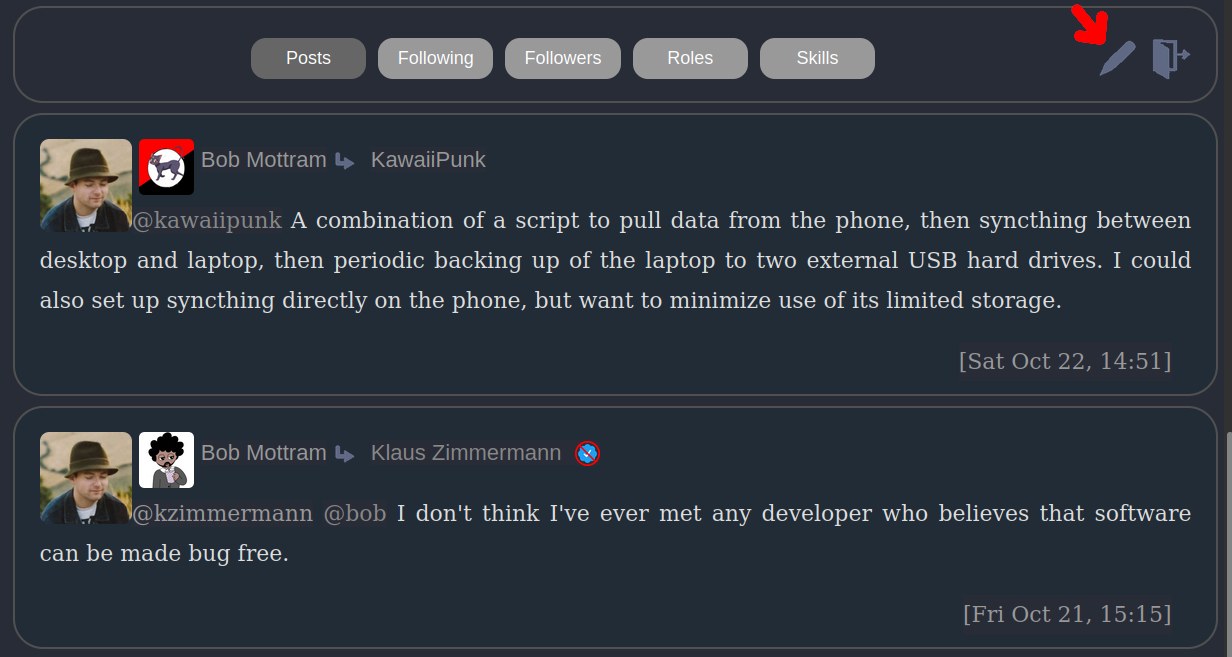 Posts Following Followers Roles Skills
Bob Mottram KawaiiPunk
@kawaiipunk A combination of a script to pull data from the phone, then syncthing between
desktop and laptop, then periodic backing up of the laptop to two external USB hard drives. I could
also set up syncthing directly on the phone, but want to minimize use of its limited storage.
[Sat Oct 22, 14:51]
Bob Mottram Klaus Zimmermann
@kzimmermann @bob I don't think I've ever met any developer who believes that software
can be made bug free.
[Fri Oct 21, 15:15]